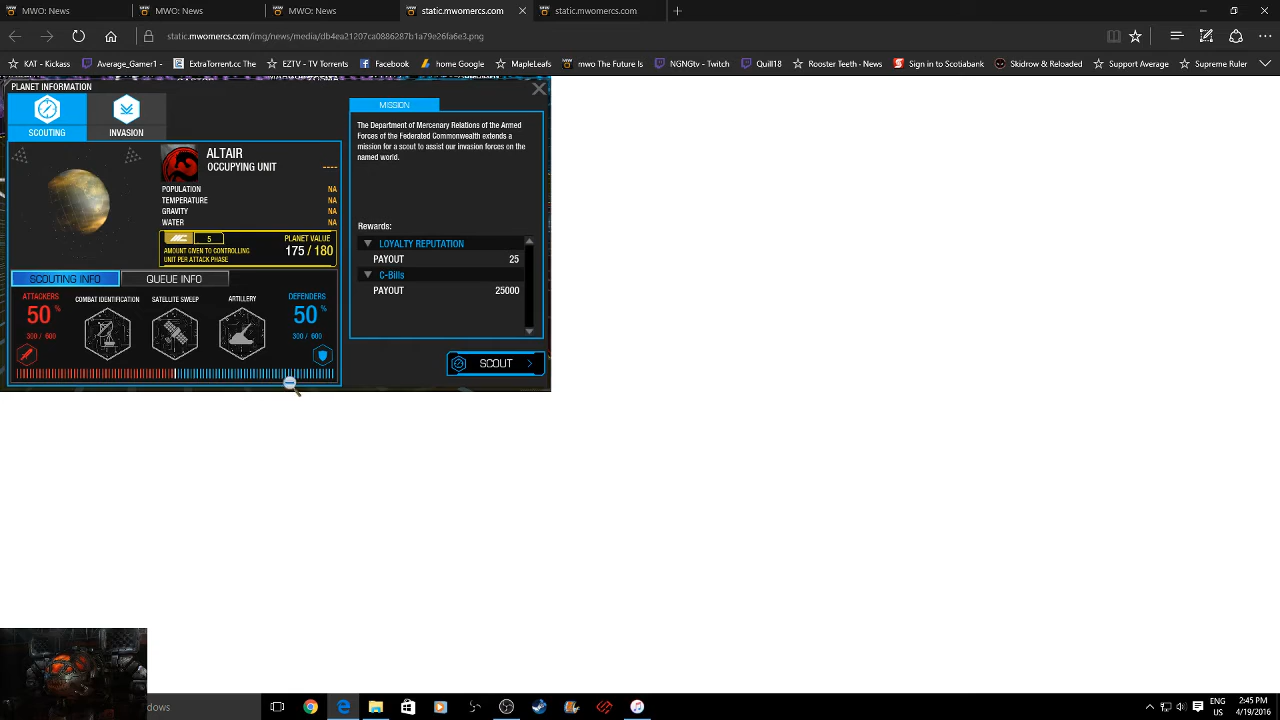 MWO: News
MWO: News
MWO: News
static.mwomercs.com
static.mwomercs.com
static.mwomercs.com/img/news/media/db4ea21207ca0886287b1a79e26fa6e3.png
KAT - Kickass
Average_Gamer1 -
ExtraTorrent.cc The
EZTV - TV Torrents
Facebook
home Google
MapleLeafs
mwo The Future Is
NGNGtv - Twitch
Quill18
Rooster Teeth - News
Sign in to Scotiabank
Skidrow & Reloaded
Support Average
Supreme Ruler
PLANET INFORMATION
SCOUTING
INVASION
ALTAIR
OCCUPYING UNIT ----
POPULATION NA
TEMPERATURE NA
GRAVITY NA
WATER NA
MC 5
AMOUNT GIVEN TO CONTROLLING
UNIT PER ATTACK PHASE
PLANET VALUE
175 / 180
SCOUTING INFO
QUEUE INFO
ATTACKERS
50 %
300 / 600
COMBAT IDENTIFICATION
SATELLITE SWEEP
ARTILLERY
DEFENDERS
50 %
300 / 600
MISSION
The Department of Mercenary Relations of the Armed
Forces of the Federated Commonwealth extends a
mission for a scout to assist our invasion forces on the
named world.
Rewards:
LOYALTY REPUTATION
PAYOUT 25
C-Bills
PAYOUT 25000
SCOUT
dows
ENG
US
2:45 PM
4/19/2016